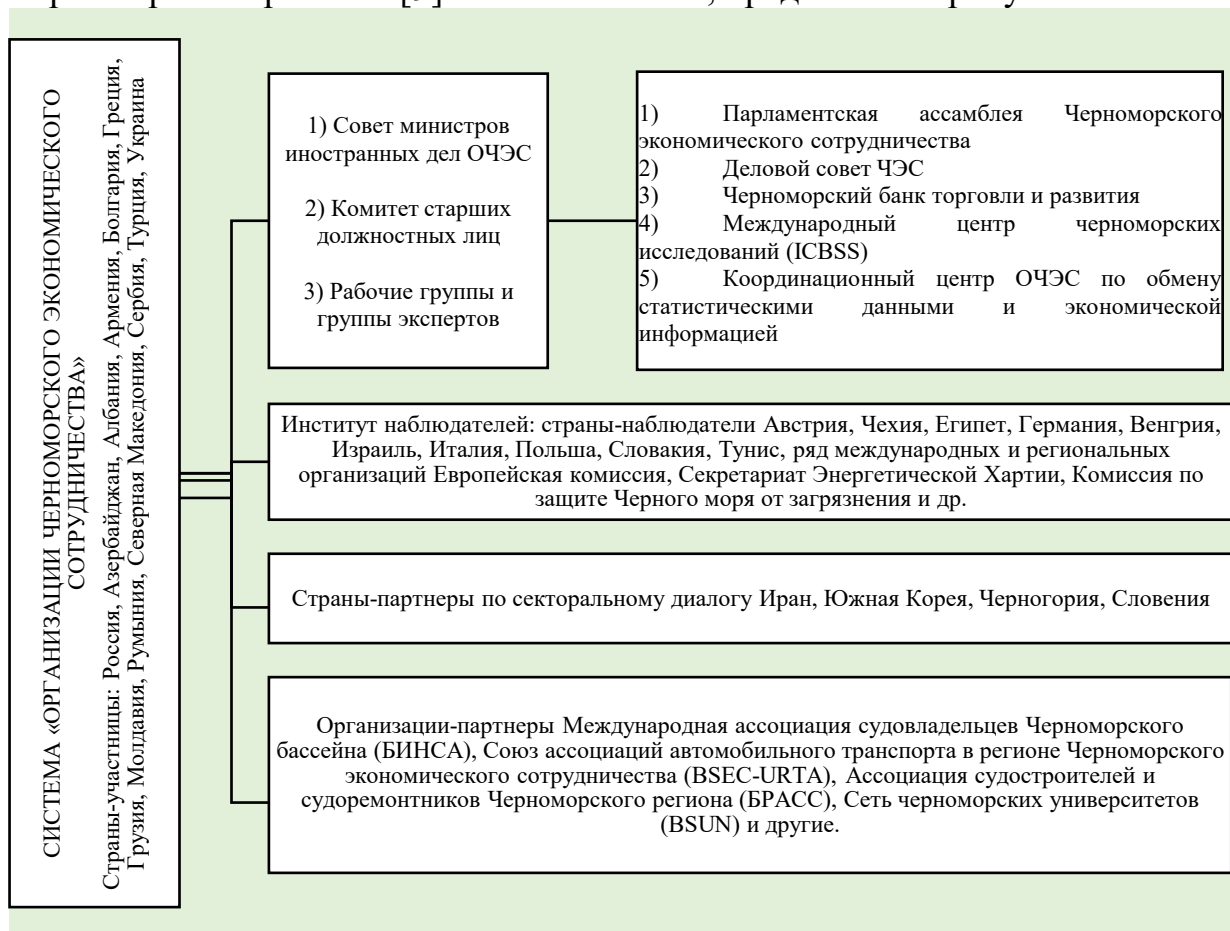 СИСТЕМА «ОРГАНИЗАЦИИ ЧЕРНОМОРСКОГО ЭКОНОМИЧЕСКОГО
СОТРУДНИЧЕСТВА»
Страны-участницы: Россия, Азербайджан, Албания, Армения, Болгария, Греция,
Грузия, Молдавия, Румыния, Северная Македония, Сербия, Турция, Украина
1) Совет министров
иностранных дел ОЧЭС
2) Комитет старших
должностных лиц
3) Рабочие группы и
группы экспертов
1) Парламентская ассамблея Черноморского
экономического сотрудничества
2) Деловой совет ЧЭС
3) Черноморский банк торговли и развития
4) Международный центр черноморских
исследований (ICBSS)
5) Координационный центр ОЧЭС по обмену
статистическими данными и экономической
информацией
Институт наблюдателей: страны-наблюдатели Австрия, Чехия, Египет, Германия, Венгрия,
Израиль, Италия, Польша, Словакия, Тунис, ряд международных и региональных
организаций Европейская комиссия, Секретариат Энергетической Хартии, Комиссия по
защите Черного моря от загрязнения и др.
Страны-партнеры по секторальному диалогу Иран, Южная Корея, Черногория, Словения
Организации-партнеры Международная ассоциация судовладельцев Черноморского
бассейна (БИНСА), Союз ассоциаций автомобильного транспорта в регионе Черноморского
экономического сотрудничества (BSEC-URTA), Ассоциация судостроителей и
судоремонтников Черноморского региона (БРАСС), Сеть черноморских университетов
(BSUN) и другие.